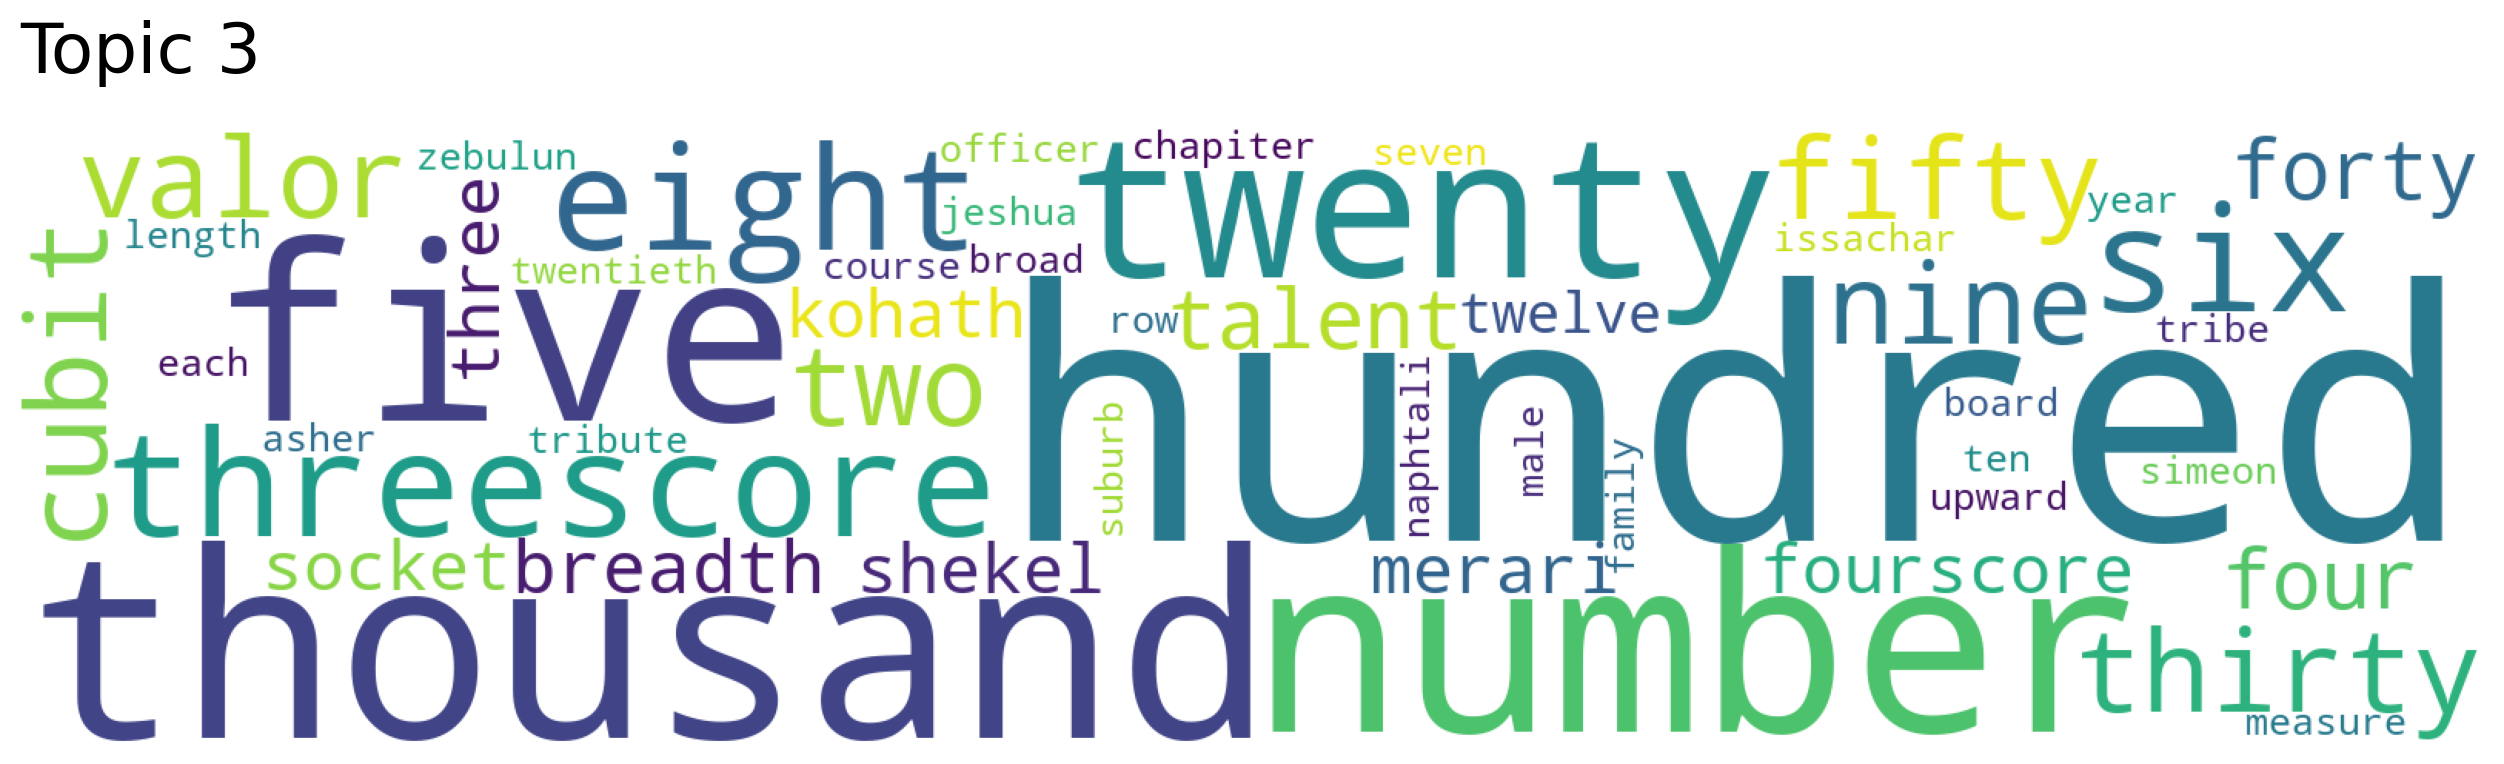 Topic 3
valor
zebulun
eight
officer
chapiter
twenty
seven
fifty
forty
length
three
jeshua
year
cubit
twentieth
course
broad
issachar
six
five
kohath
row
talent
twelve
nine
tribe
each
two
hundred
asher
tribute
suburb
naphtali
male
family
board
ten
simeon
upward
threescore
socket
breadth
shekel
merari
fourscore
four
thousand
number
thirty
measure